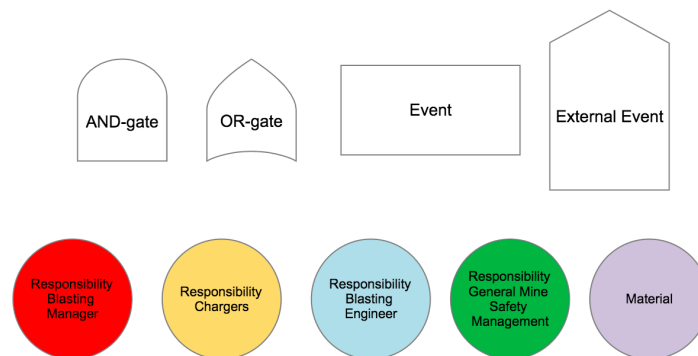 AND-gate
OR-gate
Event
External Event
Responsibility
Blasting
Manager
Responsibility
Chargers
Responsibility
Blasting
Engineer
Responsibility
General Mine
Safety
Management
Material